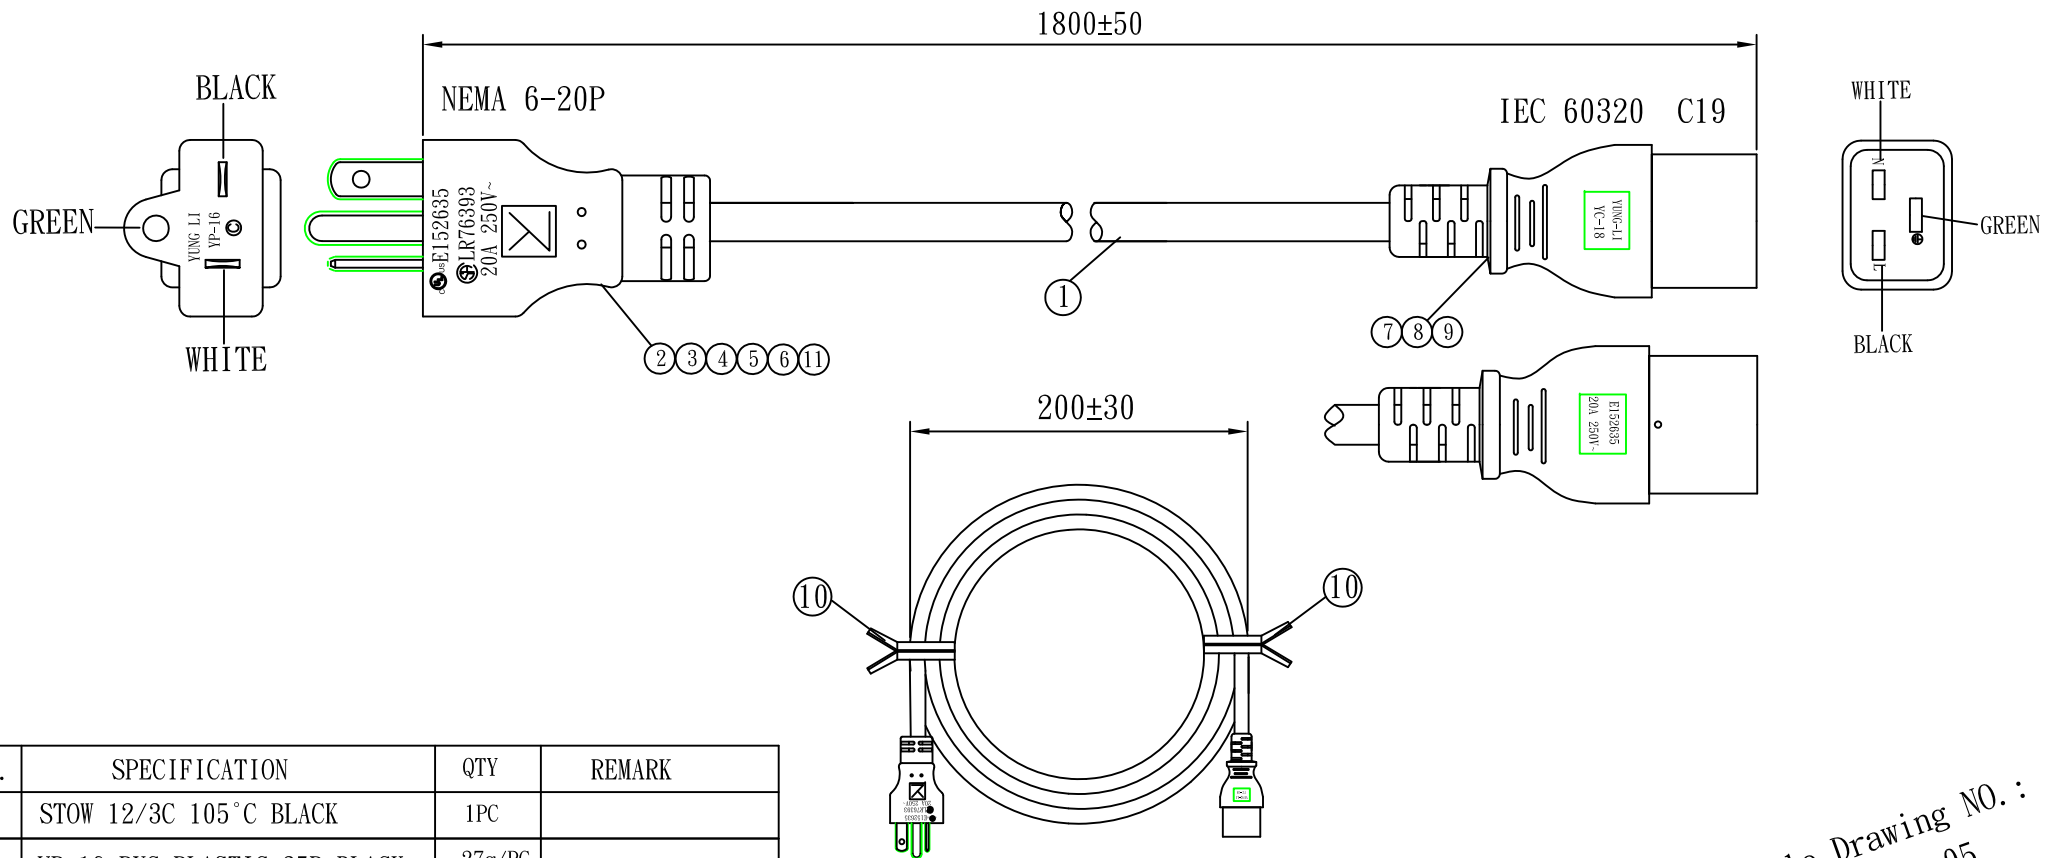 1800±50
BLACK
NEMA 6-20P
IEC 60320 C19
WHITE
GREEN
YUNG LI
YP-16
E152635
LR76393
20A 250V~
YUNG-LI
YC-18
N
L
GREEN
WHITE
BLACK
1
2 3 4 5 6 11
7 8 9
E152635
20A 250V~
200±30
10
10
SPECIFICATION QTY REMARK
STOW 12/3C 105°C BLACK 1PC
Drawing NO.: